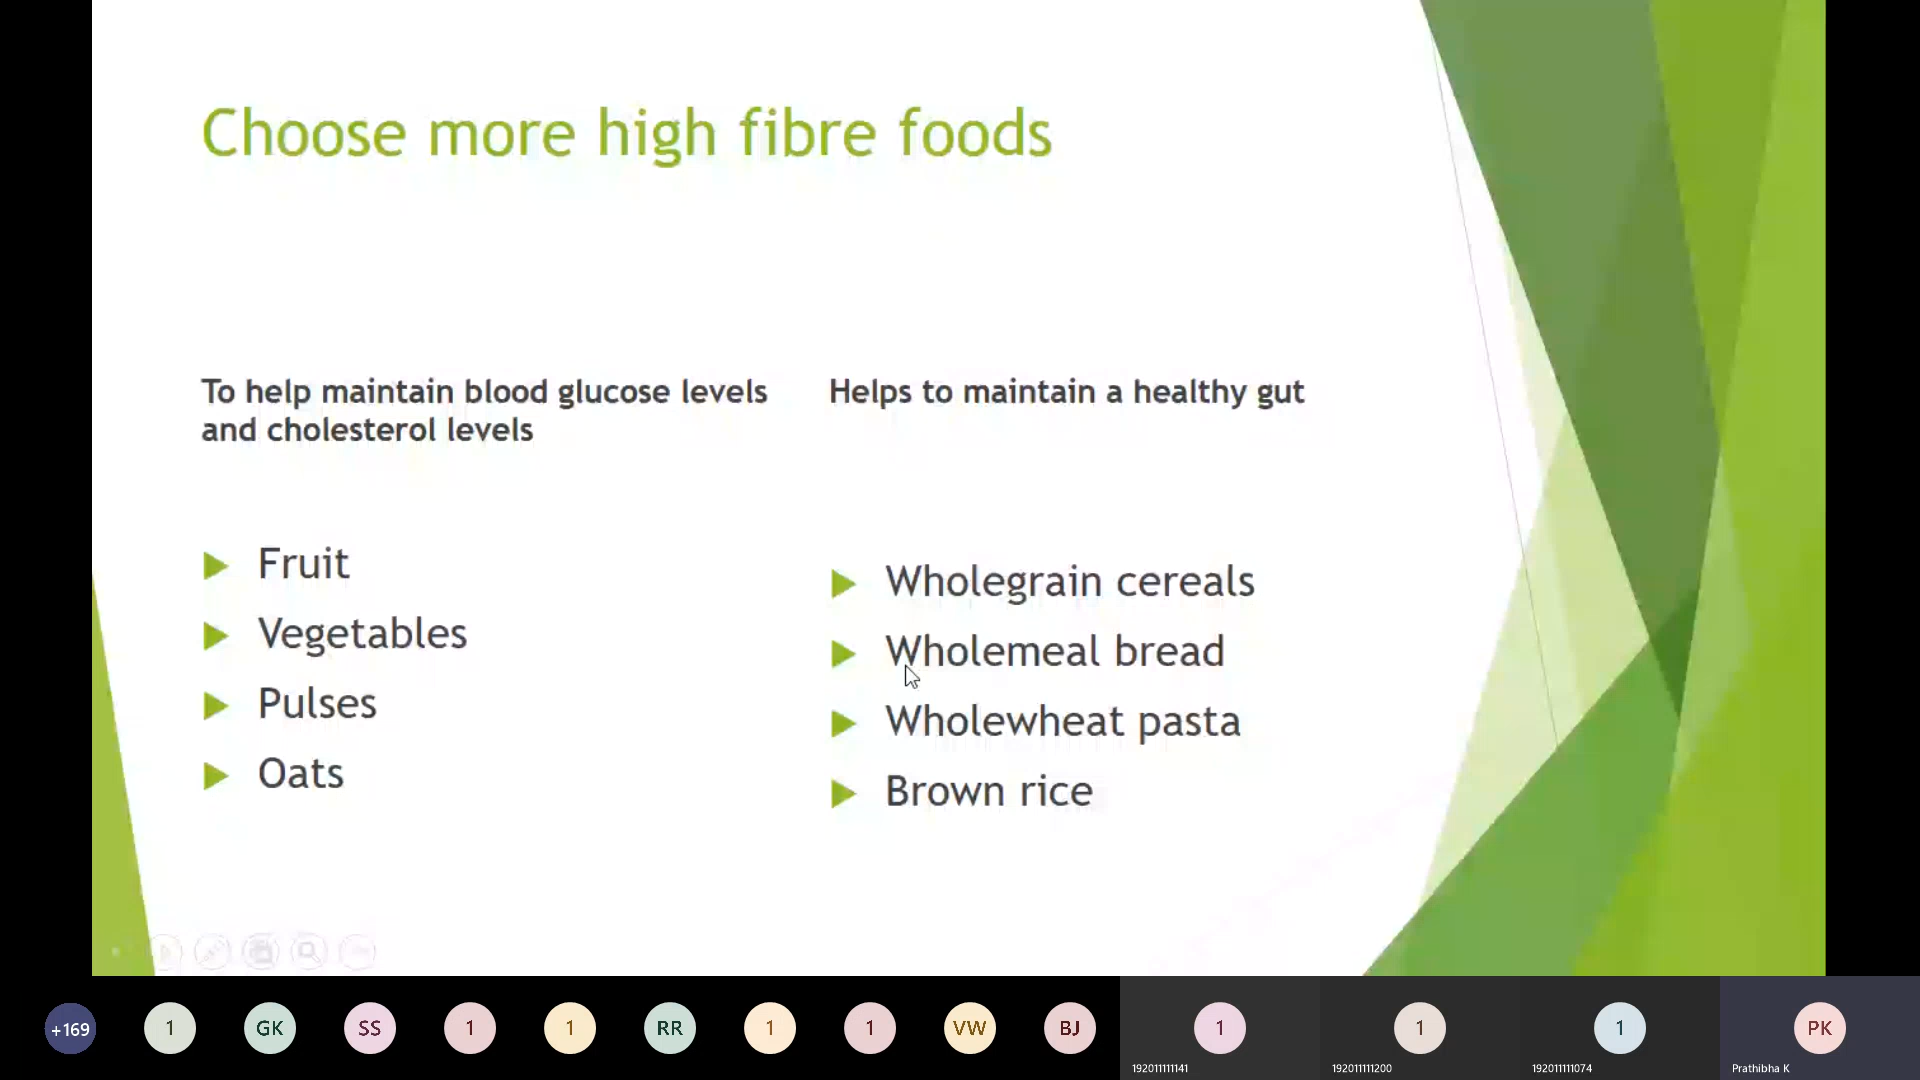 Choose more high fibre foods
To help maintain blood glucose levels
and cholesterol levels
Fruit
Vegetables
Pulses
Oats
Helps to maintain a healthy gut
Wholegrain cereals
Wholemeal bread
Wholewheat pasta
Brown rice
+169
1
GK
SS
1
1
RR
1
1
VW
BJ
1
192011111141
1
192011111200
1
192011111074
PK
Prathibha K